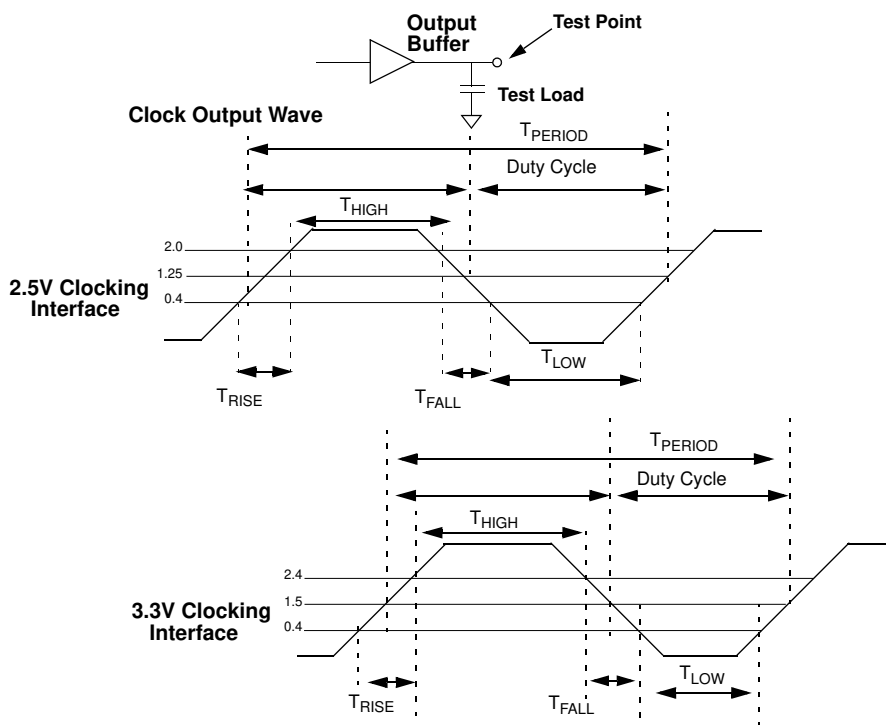 Output
Buffer
Test Point
Test Load
Clock Output Wave
TPERIOD
Duty Cycle
THIGH
2.0
1.25
0.4
2.5V Clocking
Interface
TLOW
TRISE
TFALL
TPERIOD
Duty Cycle
THIGH
2.4
1.5
0.4
3.3V Clocking
Interface
TLOW
TRISE
TFALL